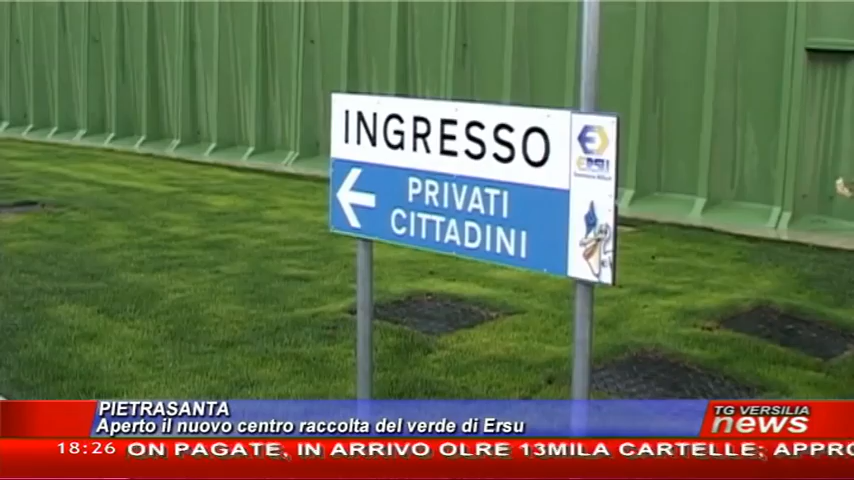 INGRESSO
PRIVATI
CITTADINI
ERSU
PIETRASANTA
Aperto il nuovo centro raccolta del verde di Ersu
TG VERSILIA
news
18:26 ON PAGATE, IN ARRIVO OLRE 13MILA CARTELLE; APPRO